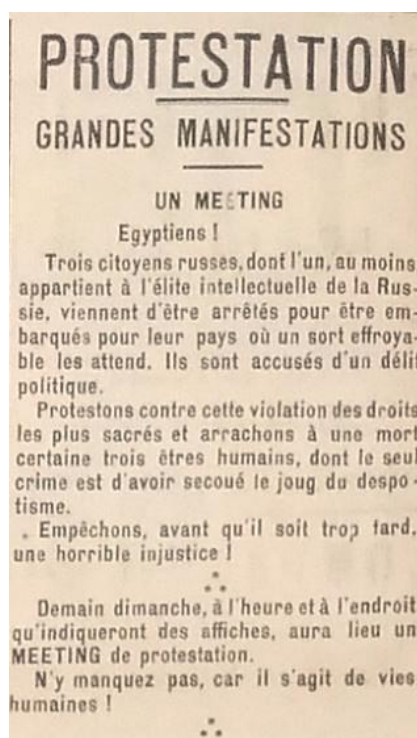 PROTESTATION
GRANDES MANIFESTATIONS
UN MEETING
Egyptiens !
Trois citoyens russes, dont l'un, au moins
appartient à l'élite intellectuelle de la Rus-
sie, viennent d'être arrêtés pour être em-
barqués pour leur pays où un sort effroya-
ble les attend. Ils sont accusés d'un délit
politique.
Protestons contre cette violation des droits
les plus sacrés et arrachons à une mort
certaine trois êtres humains, dont le seul
crime est d'avoir secoué le joug du despo-
tisme.
Empêchons, avant qu'il soit trop tard,
une horrible injustice !
Demain dimanche, à l'heure et à l'endroit
qu'indiqueront des affiches, aura lieu un
MEETING de protestation.
N'y manquez pas, car il s'agit de vies
humaines !